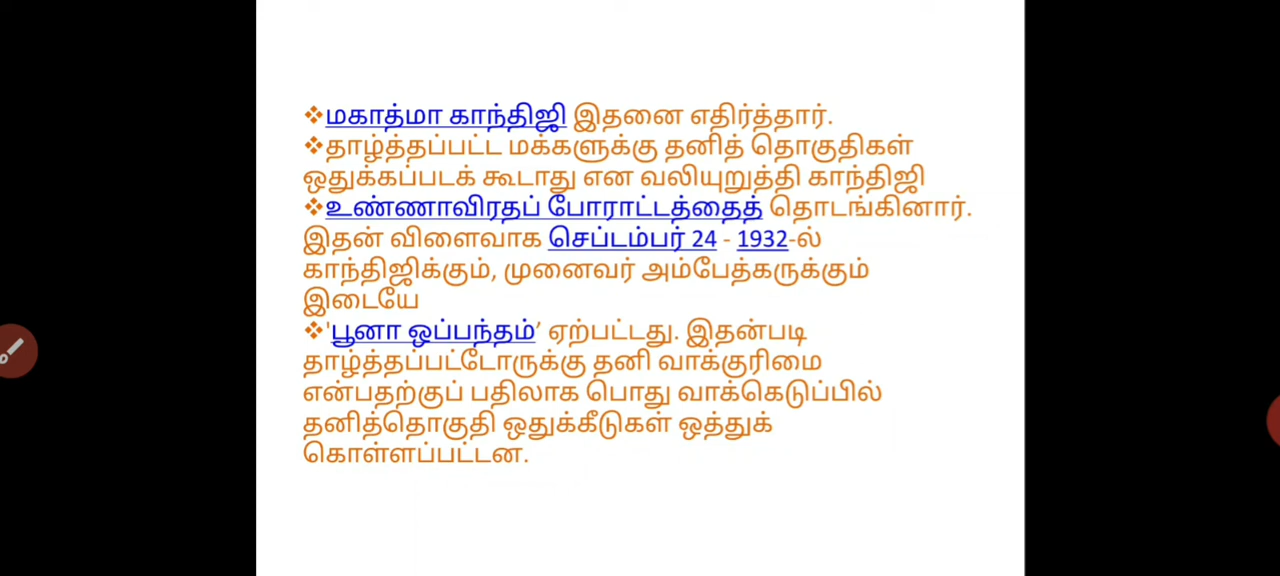 ❖மகாத்மா காந்திஜி இதனை எதிர்த்தார்.
❖தாழ்த்தப்பட்ட மக்களுக்கு தனித் தொகுதிகள்
ஒதுக்கப்படக் கூடாது என வலியுறுத்தி காந்திஜி
❖உண்ணாவிரதப் போராட்டத்தைத் தொடங்கினார்.
இதன் விளைவாக செப்டம்பர் 24 - 1932-ல்
காந்திஜிக்கும், முனைவர் அம்பேத்கருக்கும்
இடையே
❖'பூனா ஒப்பந்தம்’ ஏற்பட்டது. இதன்படி
தாழ்த்தப்பட்டோருக்கு தனி வாக்குரிமை
என்பதற்குப் பதிலாக பொது வாக்கெடுப்பில்
தனித்தொகுதி ஒதுக்கீடுகள் ஒத்துக்
கொள்ளப்பட்டன.